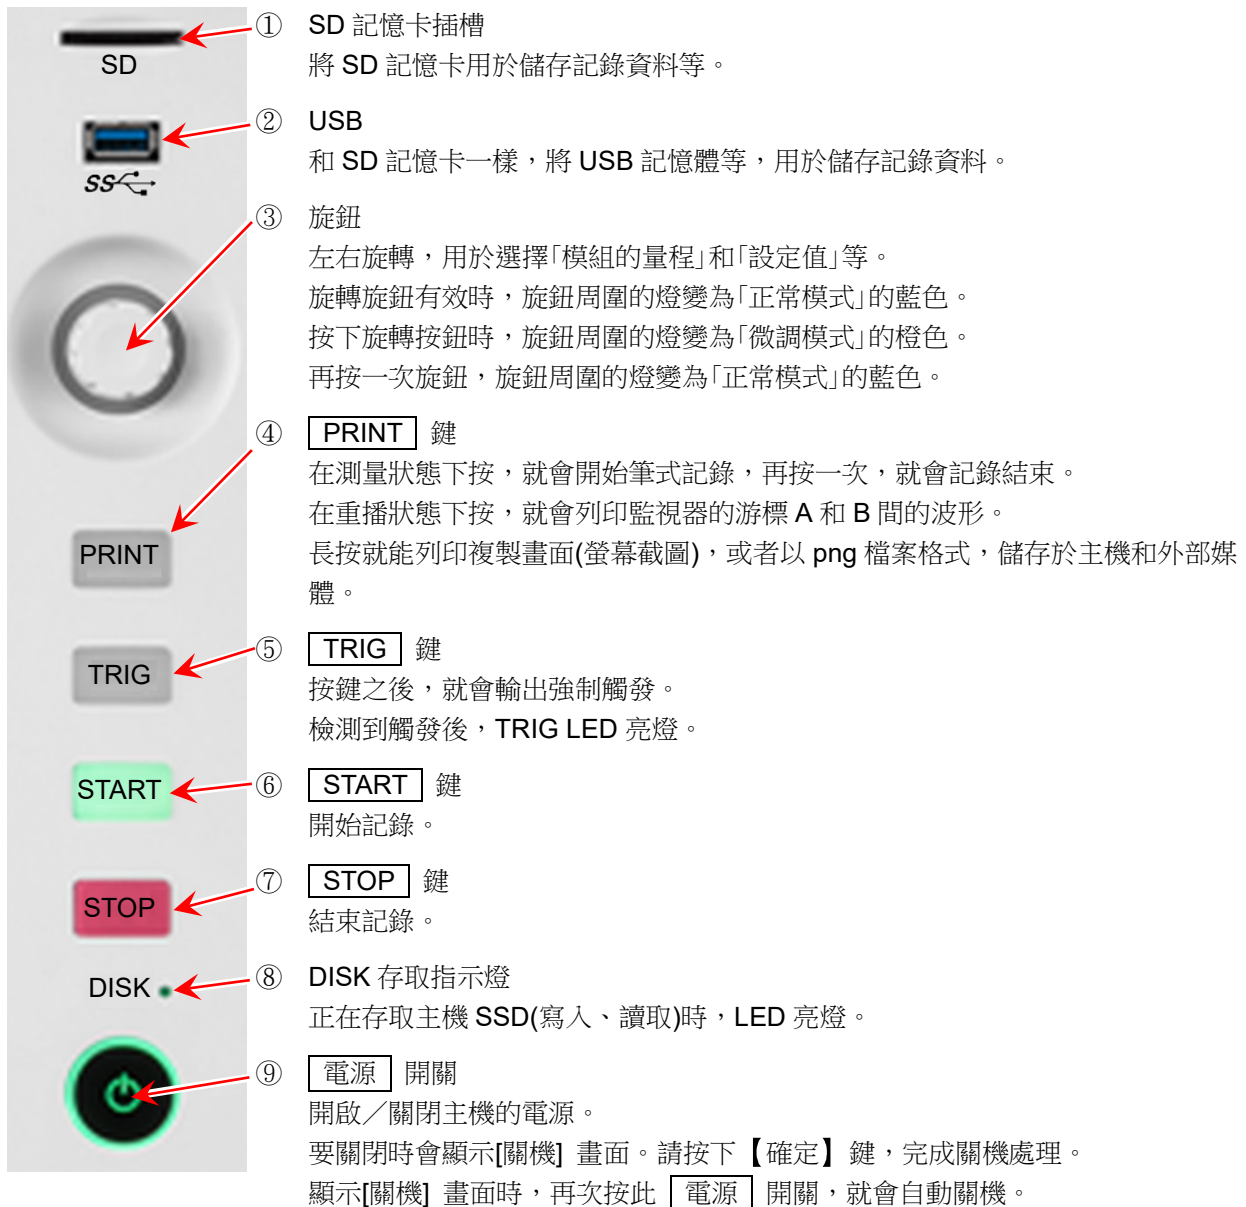 ① SD 記憶卡插槽
SD
將 SD 記憶卡用於儲存記錄資料等。
② USB
和 SD 記憶卡一樣，將 USB 記憶體等，用於儲存記錄資料。
SS
③ 旋鈕
左右旋轉，用於選擇「模組的量程」和「設定值」等。
旋轉旋鈕有效時，旋鈕周圍的燈變為「正常模式」的藍色。
按下旋轉按鈕時，旋鈕周圍的燈變為「微調模式」的橙色。
再按一次旋鈕，旋鈕周圍的燈變為「正常模式」的藍色。
④ PRINT 鍵
在測量狀態下按，就會開始筆式記錄，再按一次，就會記錄結束。
在重播狀態下按，就會列印監視器的游標 A 和 B 間的波形。
PRINT
長按就能列印複製畫面(螢幕截圖)，或者以 png 檔案格式，儲存於主機和外部媒
體。
⑤ TRIG 鍵
TRIG
按鍵之後，就會輸出強制觸發。
檢測到觸發後，TRIG LED 亮燈。
⑥ START 鍵
START
開始記錄。
⑦ STOP 鍵
STOP
結束記錄。
⑧ DISK 存取指示燈
DISK
正在存取主機 SSD(寫入、讀取)時，LED 亮燈。
⑨ 電源 開關
開啟／關閉主機的電源。
要關閉時會顯示[關機] 畫面。請按下【確定】鍵，完成關機處理。
顯示[關機] 畫面時，再次按此 電源 開關，就會自動關機。